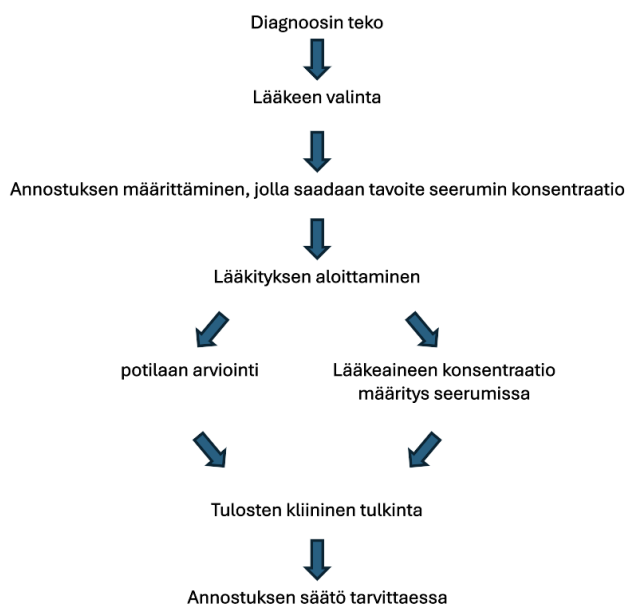 Diagnoosin teko
Lääkeen valinta
Annostuksen määrittäminen, jolla saadaan tavoite seerumin konsentraatio
Lääkityksen aloittaminen
potilaan arviointi
Lääkeaineen konsentraatio
määritys seerumissa
Tulosten kliininen tulkinta
Annostuksen säätö tarvittaessa